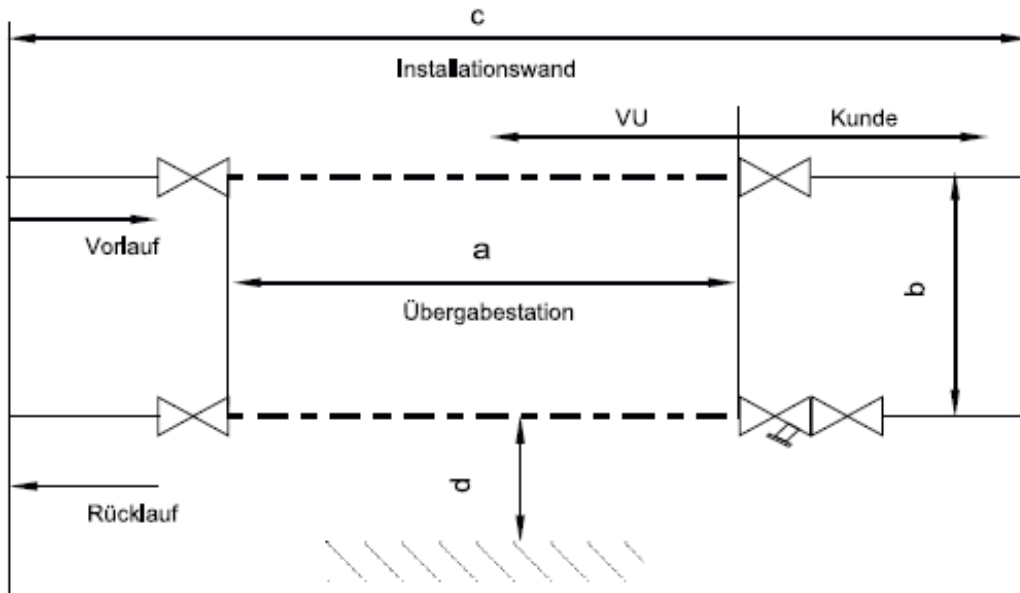 c
Installationswand
VU
Kunde
Vorlauf
a
Übergabestation
b
d
Rücklauf